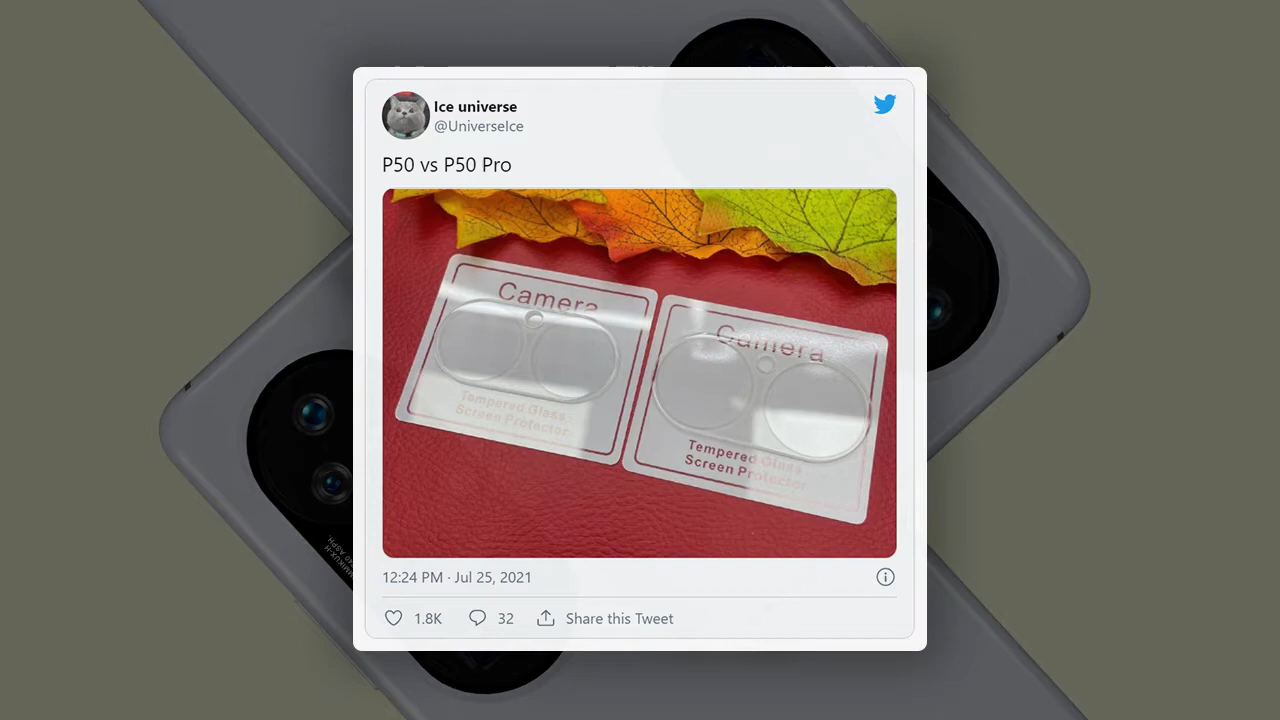 Ice universe
@UniverseIce
P50 vs P50 Pro
Camera
Tempered Glass
Screen Protector
Camera
Tempered Glass
Screen Protector
12:24 PM · Jul 25, 2021
1.8K
32
Share this Tweet